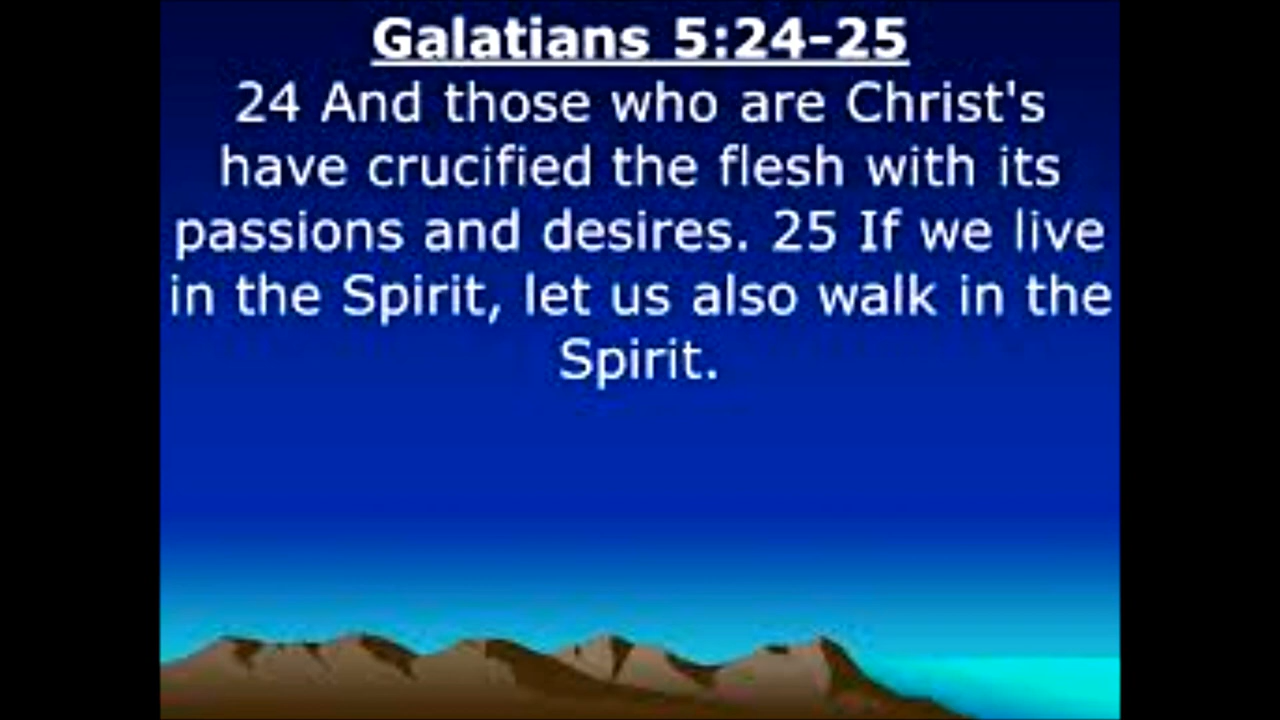 Galatians 5:24-25
24 And those who are Christ's
have crucified the flesh with its
passions and desires. 25 If we live
in the Spirit, let us also walk in the
Spirit.